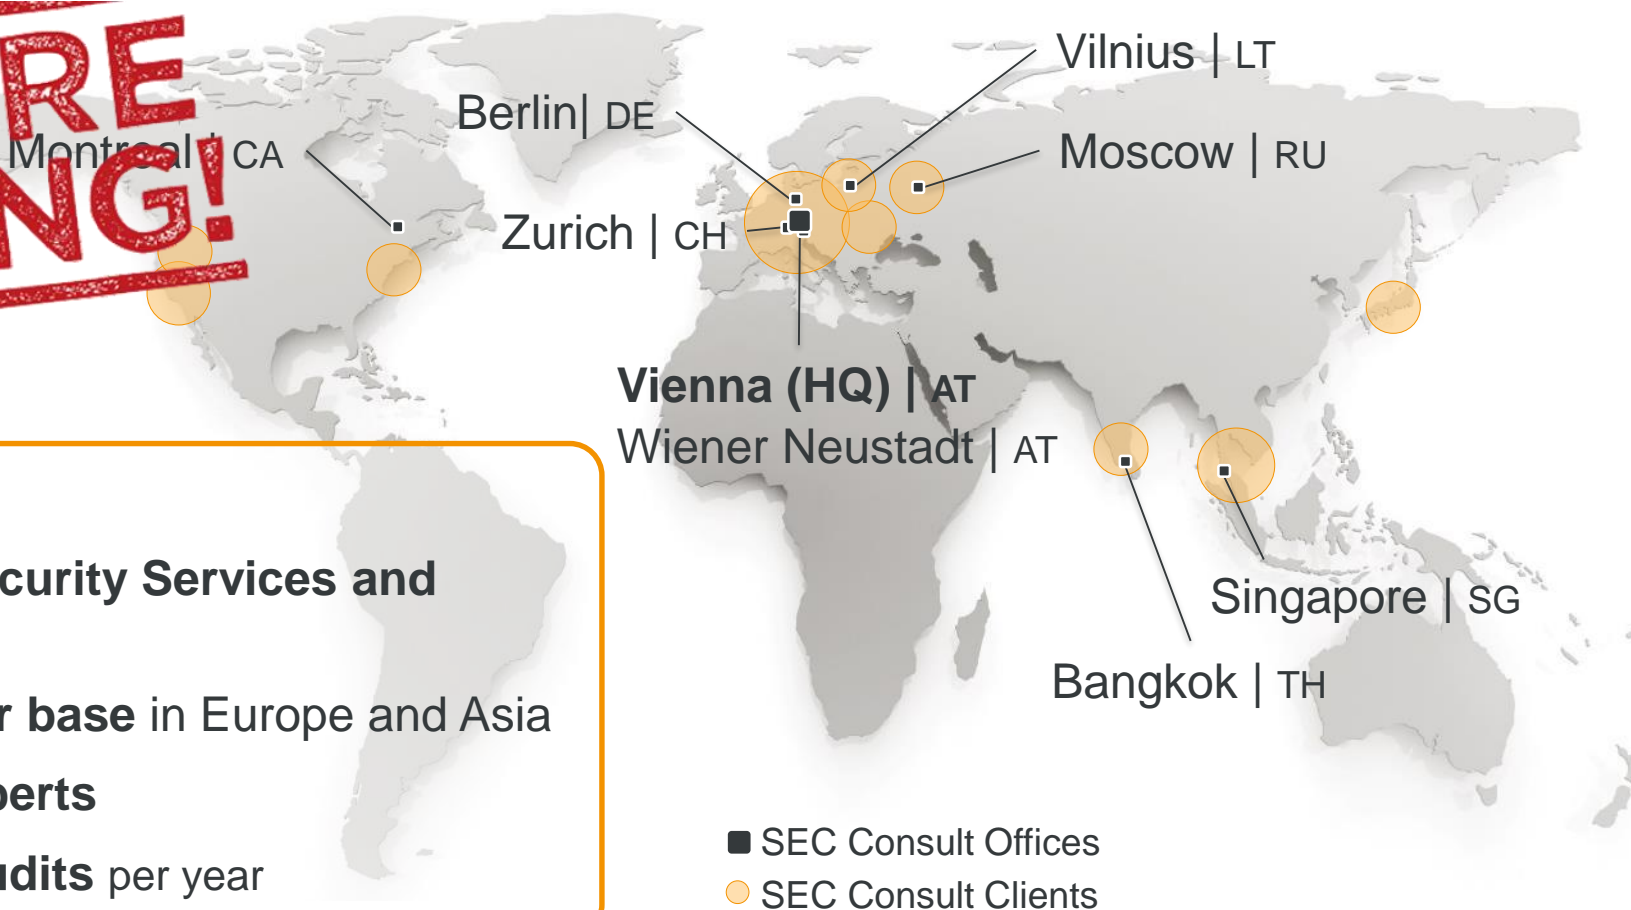 RE
NG!
Vilnius | LT
Berlin| DE
Montreal | CA
Moscow | RU
Zurich | CH
Vienna (HQ) | AT
Wiener Neustadt | AT
Singapore | SG
Bangkok | TH
curity Services and
r base in Europe and Asia
perts
udits per year
SEC Consult Offices
SEC Consult Clients